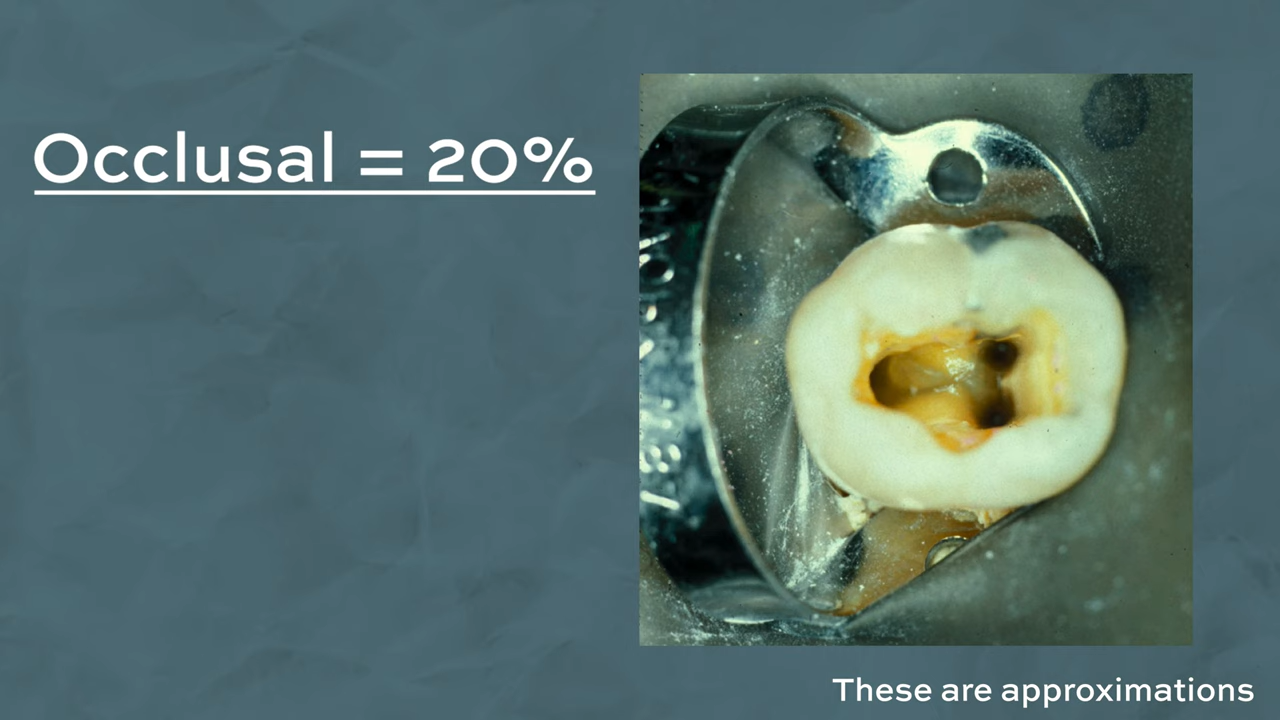 Occlusal = 20%
These are approximations